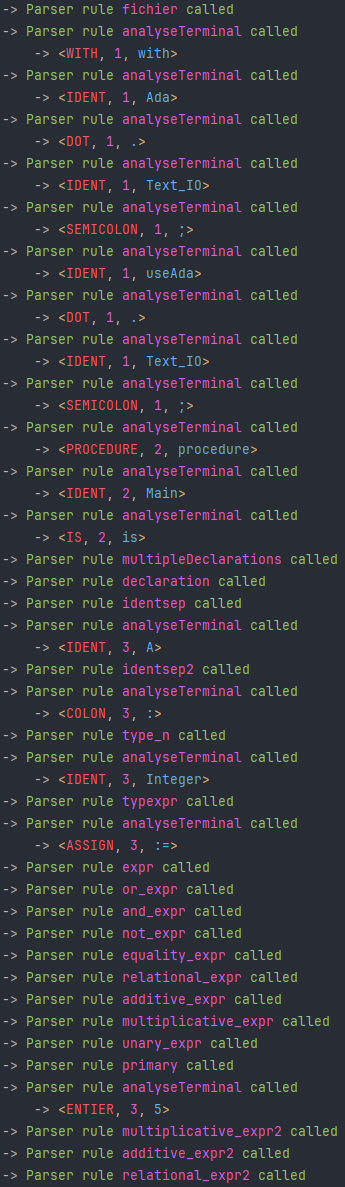 -> Parser rule fichier called
-> Parser rule analyseTerminal called
-> <WITH, 1, with>
-> Parser rule analyseTerminal called
-> <IDENT, 1, Ada>
-> Parser rule analyseTerminal called
-> <DOT, 1, .>
-> Parser rule analyseTerminal called
-> <IDENT, 1, Text_IO>
-> Parser rule analyseTerminal called
-> <SEMICOLON, 1, ;>
-> Parser rule analyseTerminal called
-> <IDENT, 1, useAda>
-> Parser rule analyseTerminal called
-> <DOT, 1, .>
-> Parser rule analyseTerminal called
-> <IDENT, 1, Text_IO>
-> Parser rule analyseTerminal called
-> <SEMICOLON, 1, ;>
-> Parser rule analyseTerminal called
-> <PROCEDURE, 2, procedure>
-> Parser rule analyseTerminal called
-> <IDENT, 2, Main>
-> Parser rule analyseTerminal called
-> <IS, 2, is>
-> Parser rule multipleDeclarations called
-> Parser rule declaration called
-> Parser rule identsep called
-> Parser rule analyseTerminal called
-> <IDENT, 3, A>
-> Parser rule identsep2 called
-> Parser rule analyseTerminal called
-> <COLON, 3, :>
-> Parser rule type_n called
-> Parser rule analyseTerminal called
-> <IDENT, 3, Integer>
-> Parser rule typexpr called
-> Parser rule analyseTerminal called
-> <ASSIGN, 3, :=>
-> Parser rule expr called
-> Parser rule or_expr called
-> Parser rule and_expr called
-> Parser rule not_expr called
-> Parser rule equality_expr called
-> Parser rule relational_expr called
-> Parser rule additive_expr called
-> Parser rule multiplicative_expr called
-> Parser rule unary_expr called
-> Parser rule primary called
-> Parser rule analyseTerminal called
-> <ENTIER, 3, 5>
-> Parser rule multiplicative_expr2 called
-> Parser rule additive_expr2 called
-> Parser rule relational_expr2 called